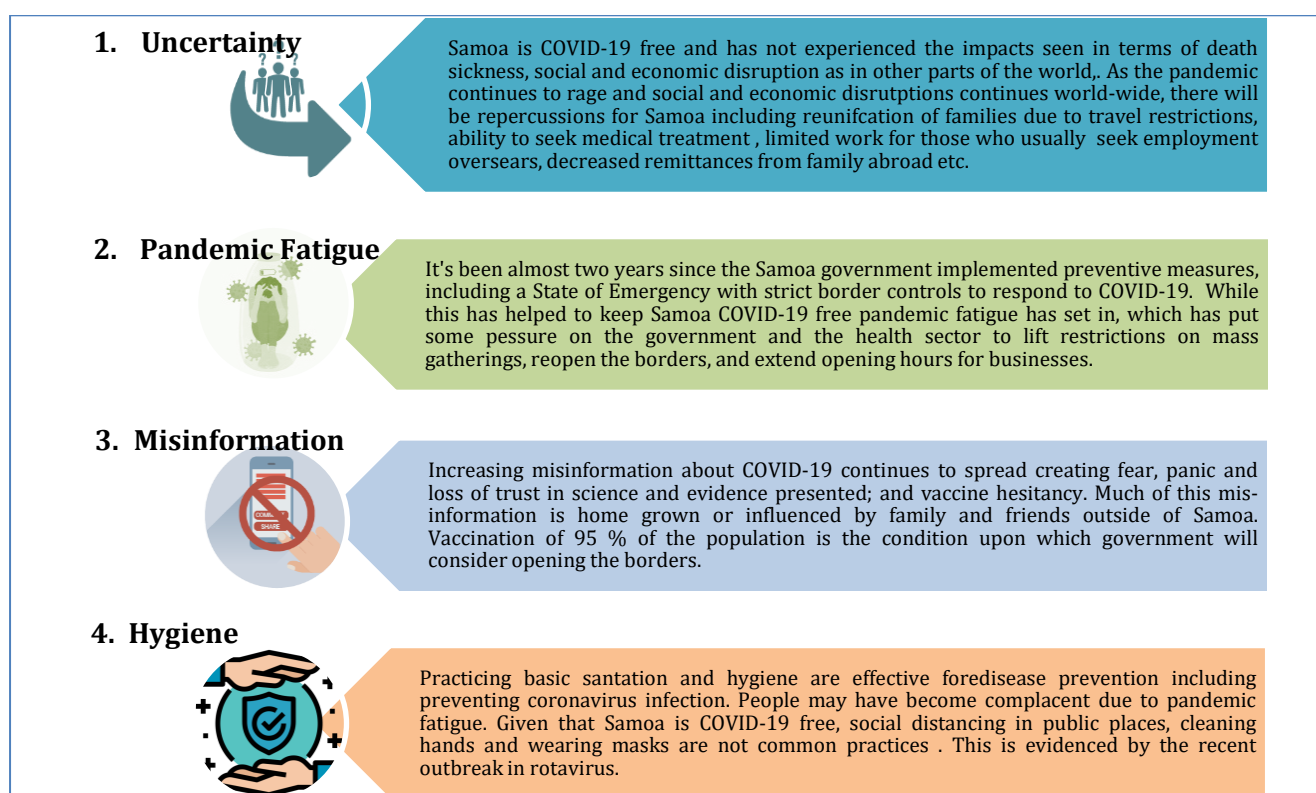 1. Uncertainty
Samoa is COVID-19 free and has not experienced the impacts seen in terms of death
sickness, social and economic disruption as in other parts of the world,. As the pandemic
continues to rage and social and economic disrutptions continues world-wide, there will
be repercussions for Samoa including reunifcation of families due to travel restrictions,
ability to seek medical treatment , limited work for those who usually seek employment
oversears, decreased remittances from family abroad etc.
2. Pandemic Fatigue
It's been almost two years since the Samoa government implemented preventive measures,
including a State of Emergency with strict border controls to respond to COVID-19. While
this has helped to keep Samoa COVID-19 free pandemic fatigue has set in, which has put
some pessure on the government and the health sector to lift restrictions on mass
gatherings, reopen the borders, and extend opening hours for businesses.
3. Misinformation
SHARE
Increasing misinformation about COVID-19 continues to spread creating fear, panic and
loss of trust in science and evidence presented; and vaccine hesitancy. Much of this mis-
information is home grown or influenced by family and friends outside of Samoa.
Vaccination of 95 % of the population is the condition upon which government will
consider opening the borders.
4. Hygiene
Practicing basic santation and hygiene are effective foredisease prevention including
preventing coronavirus infection. People may have become complacent due to pandemic
fatigue. Given that Samoa is COVID-19 free, social distancing in public places, cleaning
hands and wearing masks are not common practices . This is evidenced by the recent
outbreak in rotavirus.